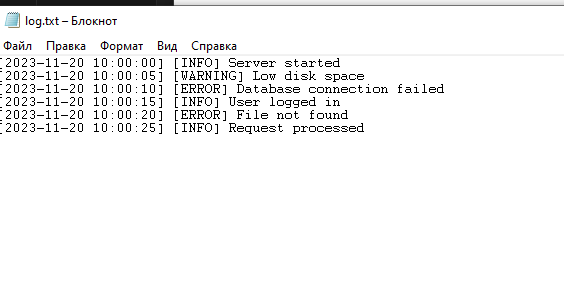 log.txt – Блокнот
Файл Правка Формат Вид Справка
[2023-11-20 10:00:00] [INFO] Server started
[2023-11-20 10:00:05] [WARNING] Low disk space
[2023-11-20 10:00:10] [ERROR] Database connection failed
[2023-11-20 10:00:15] [INFO] User logged in
[2023-11-20 10:00:20] [ERROR] File not found
[2023-11-20 10:00:25] [INFO] Request processed